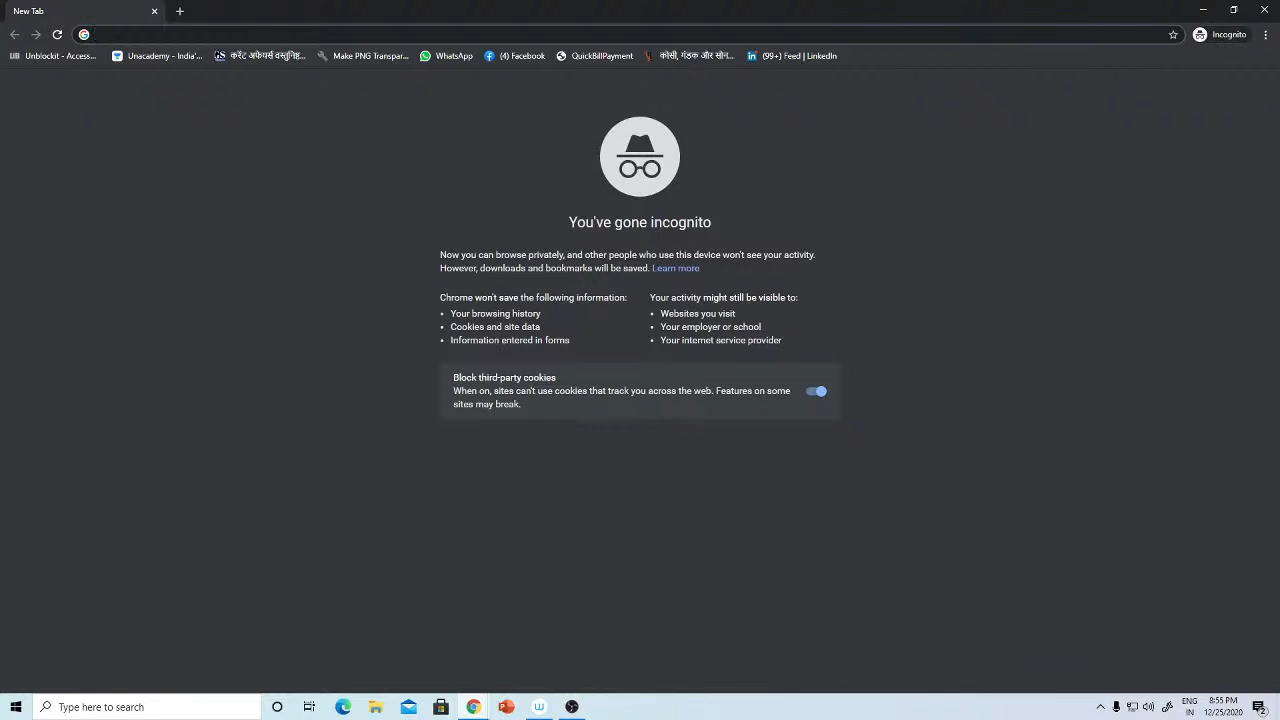 New Tab
Incognito
Unblockit - Access...
Unacademy - India'...
करेंट अफेयर्स वस्तुनिष्ठ...
Make PNG Transpar...
WhatsApp
(4) Facebook
QuickBillPayment
कोसी, गंडक और सोन...
(99+) Feed | LinkedIn
You've gone incognito
Now you can browse privately, and other people who use this device won't see your activity.
However, downloads and bookmarks will be saved. Learn more
Chrome won't save the following information:
Your browsing history
Cookies and site data
Information entered in forms
Your activity might still be visible to:
Websites you visit
Your employer or school
Your internet service provider
Block third-party cookies
When on, sites can't use cookies that track you across the web. Features on some
sites may break.
Type here to search
ENG
IN
8:55 PM
12/25/2020